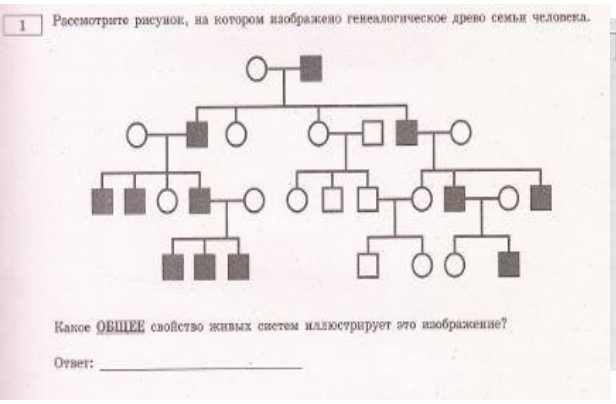 1 Рассмотрите рисунок, на котором изображено генеалогическое древо семьи человека.
Какое ОБЩЕЕ свойство живых систем иллюстрирует это изображение?
Ответ: